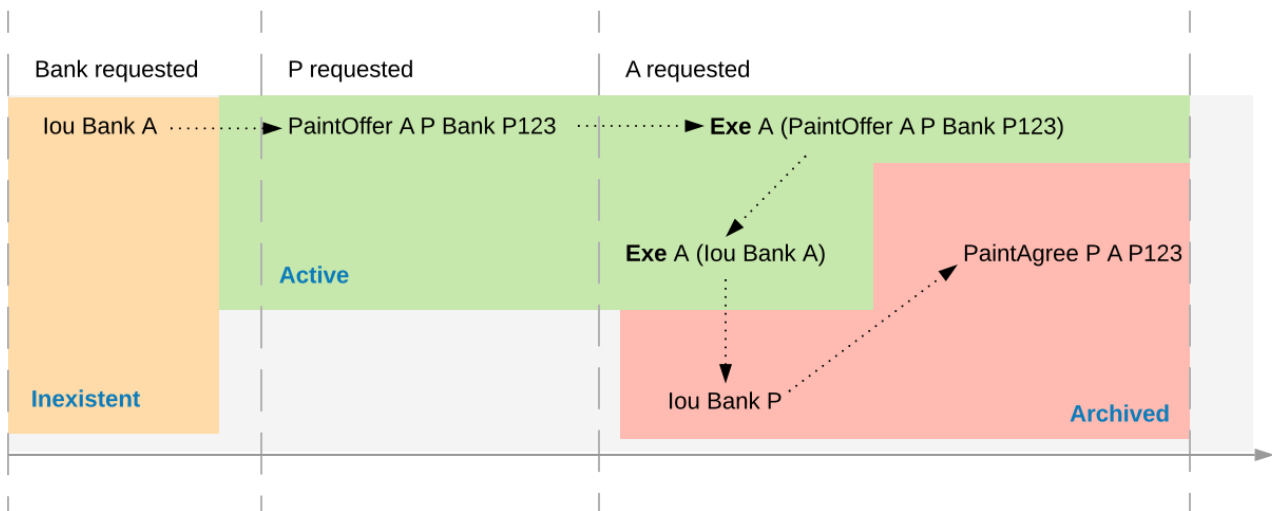 Bank requested
P requested
A requested
Iou Bank A
PaintOffer A P Bank P123
Exe A (PaintOffer A P Bank P123)
Exe A (Iou Bank A)
PaintAgree P A P123
Active
Inexistent
Iou Bank P
Archived